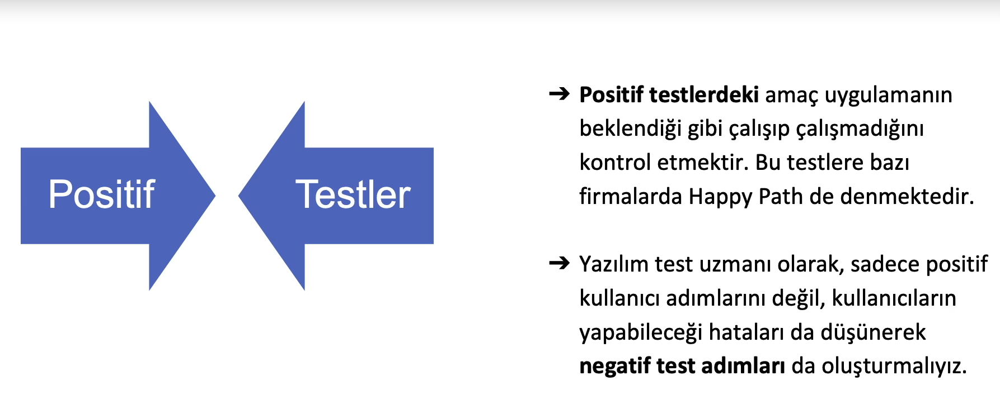 Positif
Testler
➔ Positif testlerdeki amaç uygulamanın
beklendiği gibi çalışıp çalışmadığını
kontrol etmektir. Bu testlere bazı
firmalarda Happy Path de denmektedir.
➔ Yazılım test uzmanı olarak, sadece positif
kullanıcı adımlarını değil, kullanıcıların
yapabileceği hataları da düşünerek
negatif test adımları da oluşturmalıyız.